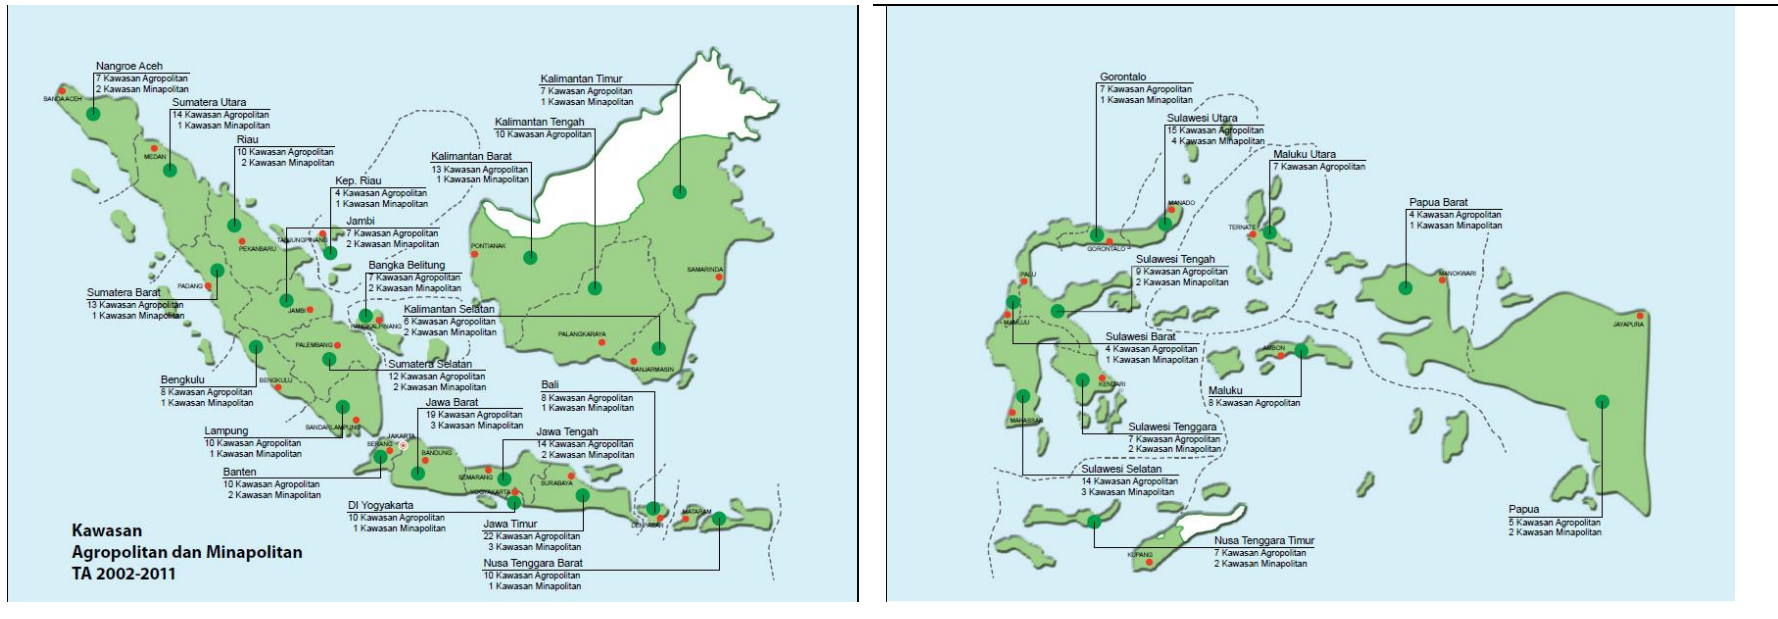 Nangroe Aceh
7 Kawasan Agropolitan
2 Kawasan Minapolitan
BANDA ACEH
Sumatera Utara
14 Kawasan Agropolitan
1 Kawasan Minapolitan
MEDAN
Riau
10 Kawasan Agropolitan
2 Kawasan Minapolitan
PEKANBARU
Kep. Riau
4 Kawasan Agropolitan
1 Kawasan Minapolitan
TANJUNGPINANG
Jambi
7 Kawasan Agropolitan
2 Kawasan Minapolitan
JAMBI
Bangka Belitung
7 Kawasan Agropolitan
2 Kawasan Minapolitan
PANGKALPINANG
Sumatera Barat
13 Kawasan Agropolitan
1 Kawasan Minapolitan
PADANG
Bengkulu
8 Kawasan Agropolitan
1 Kawasan Minapolitan
BENGKULU
PALEMBANG
Sumatera Selatan
12 Kawasan Agropolitan
2 Kawasan Minapolitan
Lampung
10 Kawasan Agropolitan
1 Kawasan Minapolitan
BANDARLAMPUNG
Banten
10 Kawasan Agropolitan
2 Kawasan Minapolitan
SERANG
JAKARTA
Jawa Barat
19 Kawasan Agropolitan
3 Kawasan Minapolitan
BANDUNG
Jawa Tengah
14 Kawasan Agropolitan
2 Kawasan Minapolitan
SEMARANG
YOGYAKARTA
DI Yogyakarta
10 Kawasan Agropolitan
1 Kawasan Minapolitan
SURABAYA
Jawa Timur
22 Kawasan Agropolitan
3 Kawasan Minapolitan
Bali
8 Kawasan Agropolitan
1 Kawasan Minapolitan
DENPASAR
MATARAM
Nusa Tenggara Barat
10 Kawasan Agropolitan
1 Kawasan Minapolitan
Kalimantan Timur
7 Kawasan Agropolitan
1 Kawasan Minapolitan
SAMARINDA
Kalimantan Tengah
10 Kawasan Agropolitan
PALANGKARAYA
Kalimantan Barat
13 Kawasan Agropolitan
1 Kawasan Minapolitan
PONTIANAK
Kalimantan Selatan
6 Kawasan Agropolitan
2 Kawasan Minapolitan
BANJARMASIN
Kawasan
Agropolitan dan Minapolitan
TA 2002-2011
Gorontalo
7 Kawasan Agropolitan
1 Kawasan Minapolitan
GORONTALO
Sulawesi Utara
15 Kawasan Agropolitan
4 Kawasan Minapolitan
MANADO
Maluku Utara
7 Kawasan Agropolitan
TERNATE
Papua Barat
4 Kawasan Agropolitan
1 Kawasan Minapolitan
MANOKWARI
Sulawesi Tengah
9 Kawasan Agropolitan
2 Kawasan Minapolitan
PALU
MAMUJU
Sulawesi Barat
4 Kawasan Agropolitan
1 Kawasan Minapolitan
AMBON
Maluku
8 Kawasan Agropolitan
JAYAPURA
KENDARI
MAKASSAR
Sulawesi Tenggara
7 Kawasan Agropolitan
2 Kawasan Minapolitan
Sulawesi Selatan
14 Kawasan Agropolitan
3 Kawasan Minapolitan
Papua
5 Kawasan Agropolitan
2 Kawasan Minapolitan
Nusa Tenggara Timur
7 Kawasan Agropolitan
2 Kawasan Minapolitan
KUPANG